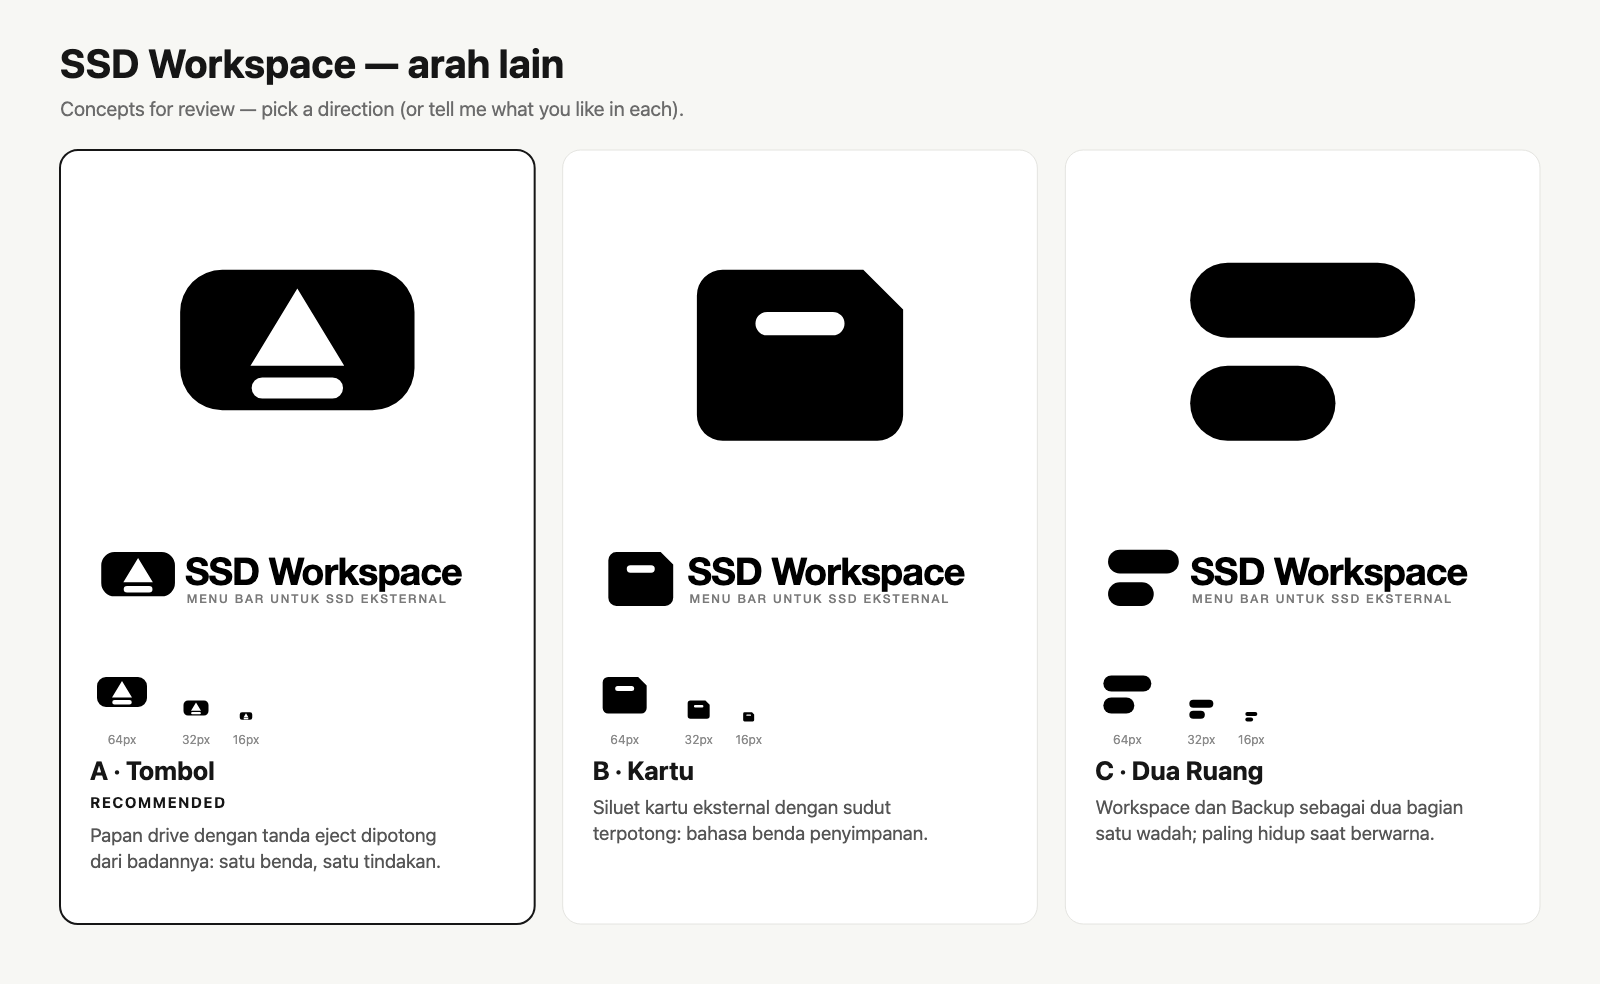 SSD Workspace — arah lain
Concepts for review — pick a direction (or tell me what you like in each).
SSD Workspace
MENU BAR UNTUK SSD EKSTERNAL
64px 32px 16px
A · Tombol
RECOMMENDED
Papan drive dengan tanda eject dipotong
dari badannya: satu benda, satu tindakan.
SSD Workspace
MENU BAR UNTUK SSD EKSTERNAL
64px 32px 16px
B · Kartu
Siluet kartu eksternal dengan sudut
terpotong: bahasa benda penyimpanan.
SSD Workspace
MENU BAR UNTUK SSD EKSTERNAL
64px 32px 16px
C · Dua Ruang
Workspace dan Backup sebagai dua bagian
satu wadah; paling hidup saat berwarna.